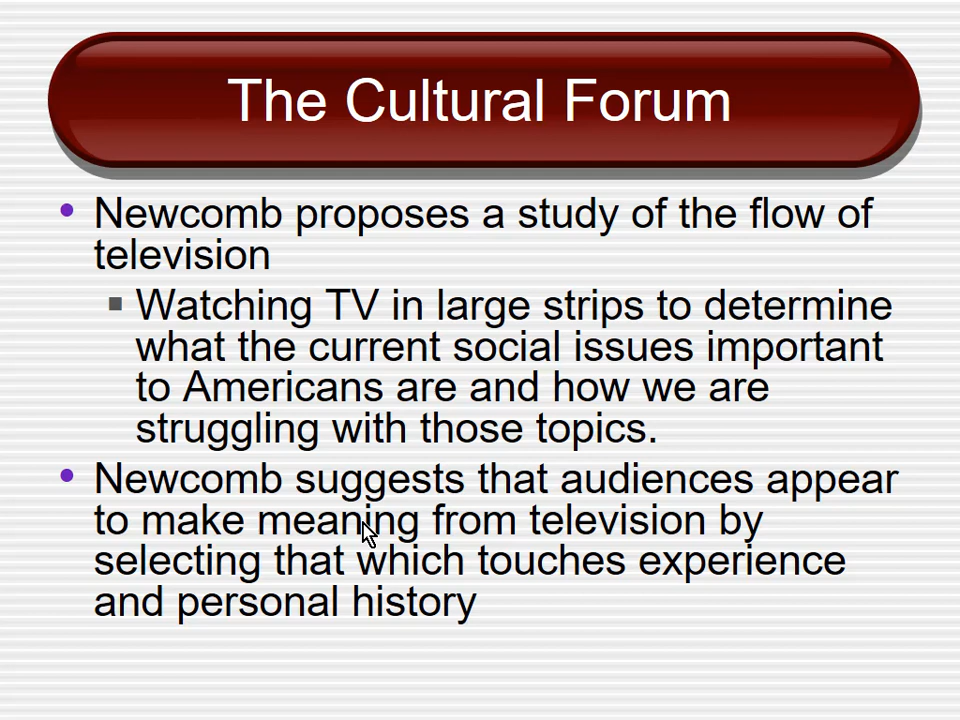 The Cultural Forum
• Newcomb proposes a study of the flow of
television
▪ Watching TV in large strips to determine
what the current social issues important
to Americans are and how we are
struggling with those topics.
• Newcomb suggests that audiences appear
to make meaning from television by
selecting that which touches experience
and personal history